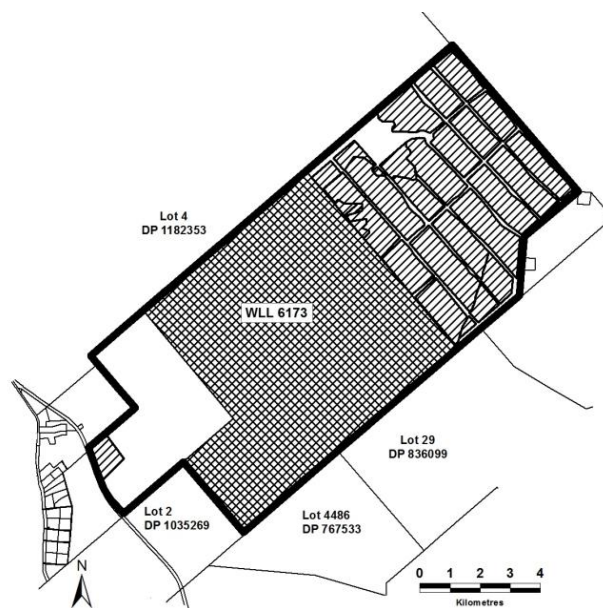 Lot 4
DP 1182353
WLL 6173
Lot 29
DP 836099
Lot 2
DP 1035269
Lot 4486
DP 767533
N
0 1 2 3 4
Kilometres